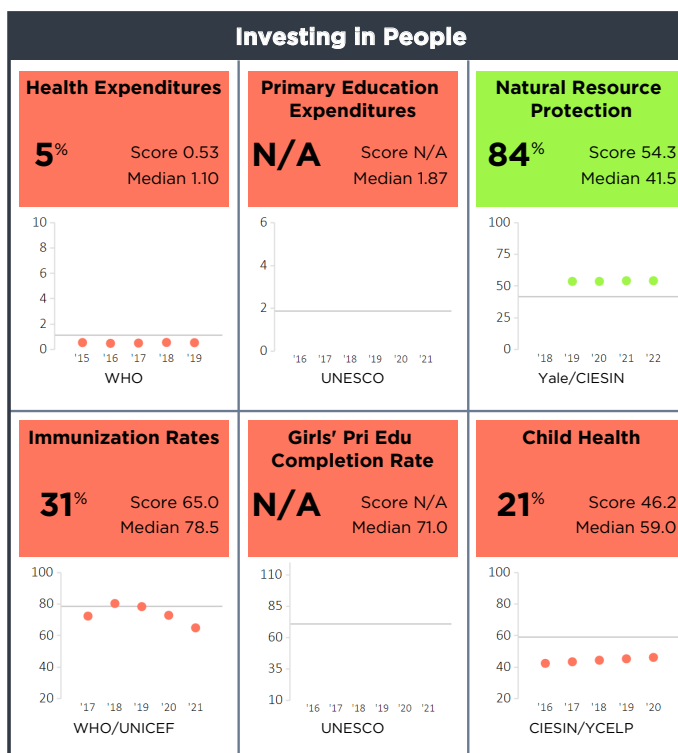 Investing in People
Health Expenditures
5%
Score 0.53
Median 1.10
10
8
6
4
2
0
'15 '16 '17 '18 '19
WHO
Primary Education
Expenditures
N/A
Score N/A
Median 1.87
6
4
2
0
'16 '17 '18 '19 '20 '21
UNESCO
Natural Resource
Protection
84%
Score 54.3
Median 41.5
100
75
50
25
0
'18 '19 '20 '21 '22
Yale/CIESIN
Immunization Rates
31%
Score 65.0
Median 78.5
100
80
60
40
20
'17 '18 '19 '20 '21
WHO/UNICEF
Girls' Pri Edu
Completion Rate
N/A
Score N/A
Median 71.0
110
85
60
35
10
'16 '17 '18 '19 '20 '21
UNESCO
Child Health
21%
Score 46.2
Median 59.0
100
80
60
40
20
'16 '17 '18 '19 '20
CIESIN/YCELP